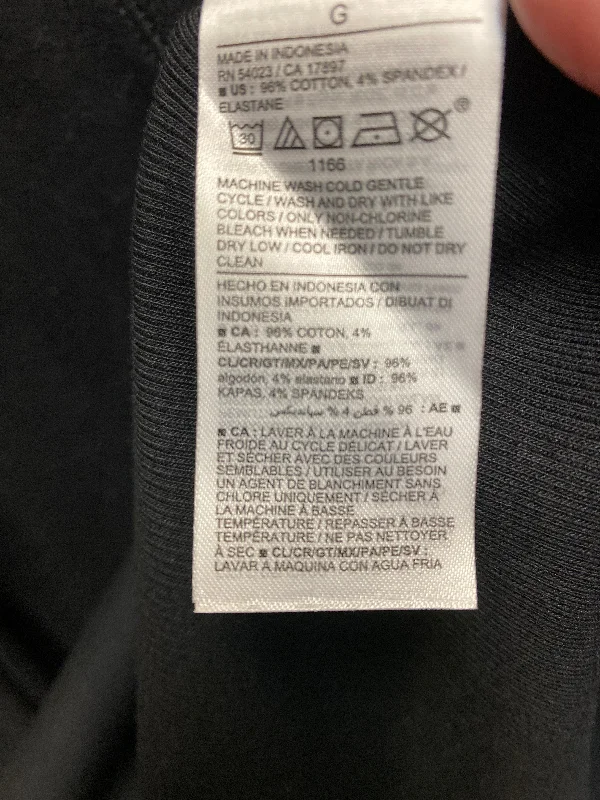 G
MADE IN INDONESIA
RN 54023 / CA 17897
US : 96% COTTON, 4% SPANDEX /
ELASTANE
30
®
1166
MACHINE WASH COLD GENTLE
CYCLE / WASH AND DRY WITH LIKE
COLORS / ONLY NON-CHLORINE
BLEACH WHEN NEEDED / TUMBLE
DRY LOW / COOL IRON / DO NOT DRY
CLEAN
HECHO EN INDONESIA CON
INSUMOS IMPORTADOS / DIBUAT DI
INDONESIA
CA : 96% COTON, 4%
ÉLASTHANNE
CL/CR/GT/MX/PA/PE/SV : 96%
algodón, 4% elastano ID : 96%
KAPAS, 4% SPANDEKS
AE : 96 % قطن 4 % سباندیكس
CA : LAVER À LA MACHINE À L'EAU
FROIDE AU CYCLE DÉLICAT / LAVER
ET SÉCHER AVEC DES COULEURS
SEMBLABLES / UTILISER AU BESOIN
UN AGENT DE BLANCHIMENT SANS
CHLORE UNIQUEMENT / SÉCHER À
LA MACHINE À BASSE
TEMPÉRATURE / REPASSER À BASSE
TEMPÉRATURE / NE PAS NETTOYER
À SEC CL/CR/GT/MX/PA/PE/SV :
LAVAR A MAQUINA CON AGUA FRIA